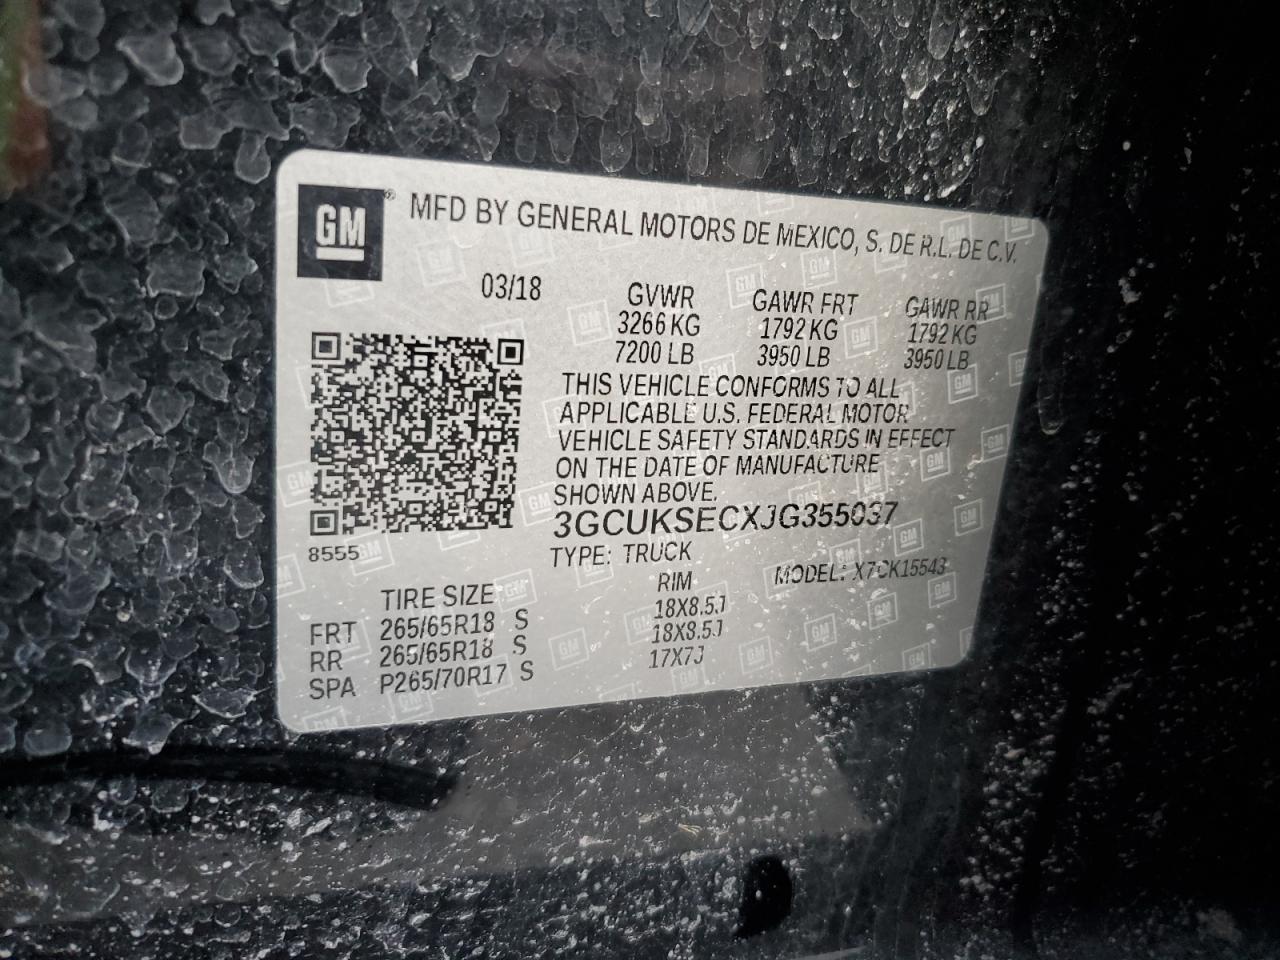 GM® MFD BY GENERAL MOTORS DE MEXICO, S. DE R.L. DE C.V.
03/18 GVWR GAWR FRT GAWR RR
3266 KG 1792 KG 1792 KG
7200 LB 3950 LB 3950 LB
THIS VEHICLE CONFORMS TO ALL
APPLICABLE U.S. FEDERAL MOTOR
VEHICLE SAFETY STANDARDS IN EFFECT
ON THE DATE OF MANUFACTURE
SHOWN ABOVE.
3GCUKSECXJG355037
8555 TYPE: TRUCK MODEL: X7CK15543
TIRE SIZE RIM
FRT 265/65R18 S 18X8.5J
RR 265/65R18 S 18X8.5J
SPA P265/70R17 S 17X7J